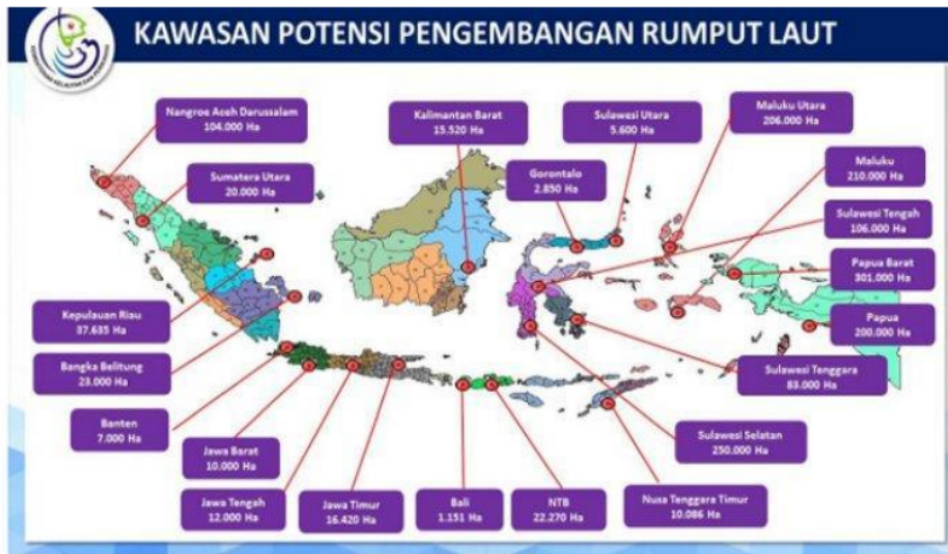 KAWASAN POTENSI PENGEMBANGAN RUMPUT LAUT
Nangroe Aceh Darussalam
104.000 Ha
Sumatera Utara
20.000 Ha
Kalimantan Barat
15.520 Ha
Sulawesi Utara
5.600 Ha
Gorontalo
2.850 Ha
Maluku Utara
206.000 Ha
Maluku
210.000 Ha
Sulawesi Tengah
106.000 Ha
Papua Barat
301.000 Ha
Papua
200.000 Ha
Sulawesi Tenggara
83.000 Ha
Sulawesi Selatan
250.000 Ha
Kepulauan Riau
37.635 Ha
Bangka Belitung
23.000 Ha
Banten
7.000 Ha
Jawa Barat
10.000 Ha
Jawa Tengah
12.000 Ha
Jawa Timur
16.420 Ha
Bali
1.151 Ha
NTB
22.270 Ha
Nusa Tenggara Timur
10.086 Ha